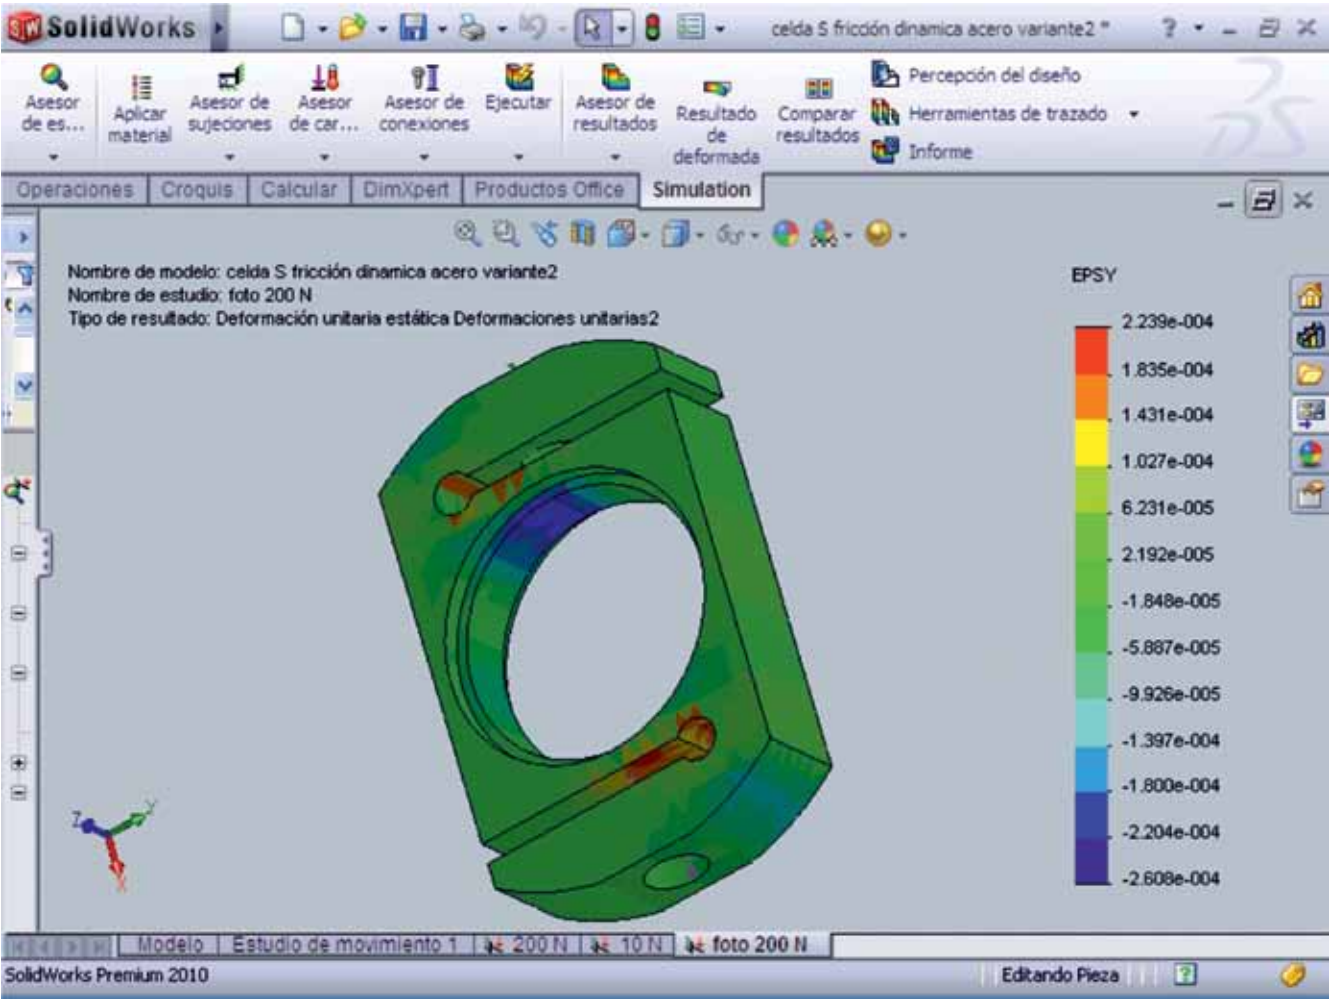 SolidWorks
celda S fricción dinamica acero variante2 *
Asesor de es...
Aplicar material
Asesor de sujeciones
Asesor de car...
Asesor de conexiones
Ejecutar
Asesor de resultados
Resultado de deformada
Comparar resultados
Percepción del diseño
Herramientas de trazado
Informe
Operaciones
Croquis
Calcular
DimXpert
Productos Office
Simulation
Nombre de modelo: celda S fricción dinamica acero variante2
Nombre de estudio: foto 200 N
Tipo de resultado: Deformación unitaria estática Deformaciones unitarias2
EPSY
2.239e-004
1.835e-004
1.431e-004
1.027e-004
6.231e-005
2.192e-005
-1.848e-005
-5.887e-005
-9.926e-005
-1.397e-004
-1.800e-004
-2.204e-004
-2.608e-004
Z
Y
X
Modelo
Estudio de movimiento 1
200 N
10 N
foto 200 N
SolidWorks Premium 2010
Editando Pieza